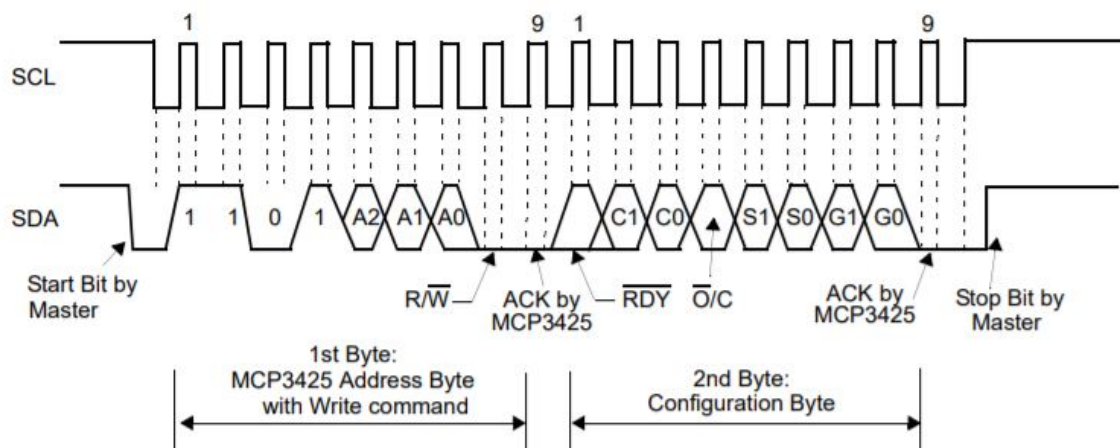 1 9 1 9
SCL
SDA
1 1 0 1 A2 A1 A0 C1 C0 S1 S0 G1 G0
Start Bit by
Master
R/W̅
ACK by
MCP3425
R̅D̅Y̅
O̅/C
ACK by
MCP3425
Stop Bit by
Master
1st Byte:
MCP3425 Address Byte
with Write command
2nd Byte:
Configuration Byte